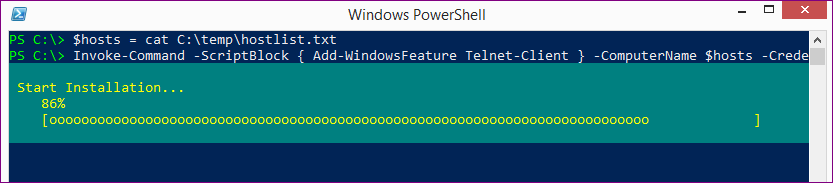 Windows PowerShell
PS C:\> $hosts = cat C:\temp\hostlist.txt
PS C:\> Invoke-Command -ScriptBlock { Add-WindowsFeature Telnet-Client } -ComputerName $hosts -Crede
Start Installation...
86%
[ooooooooooooooooooooooooooooooooooooooooooooooooooooooooooooooooooooooooooo             ]